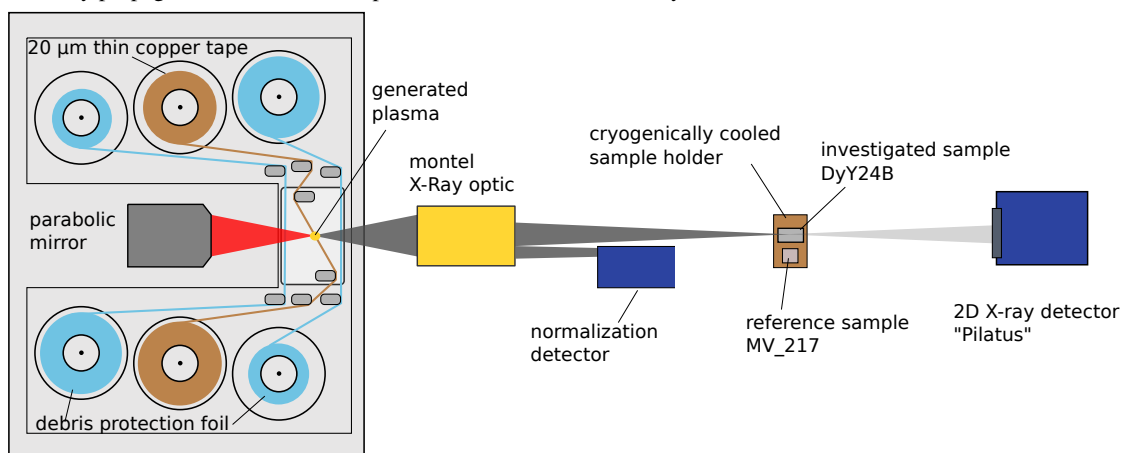 20 µm thin copper tape
generated
plasma
montel
X-Ray optic
cryogenically cooled
sample holder
investigated sample
DyY24B
parabolic
mirror
normalization
detector
reference sample
MV_217
2D X-ray detector
"Pilatus"
debris protection foil